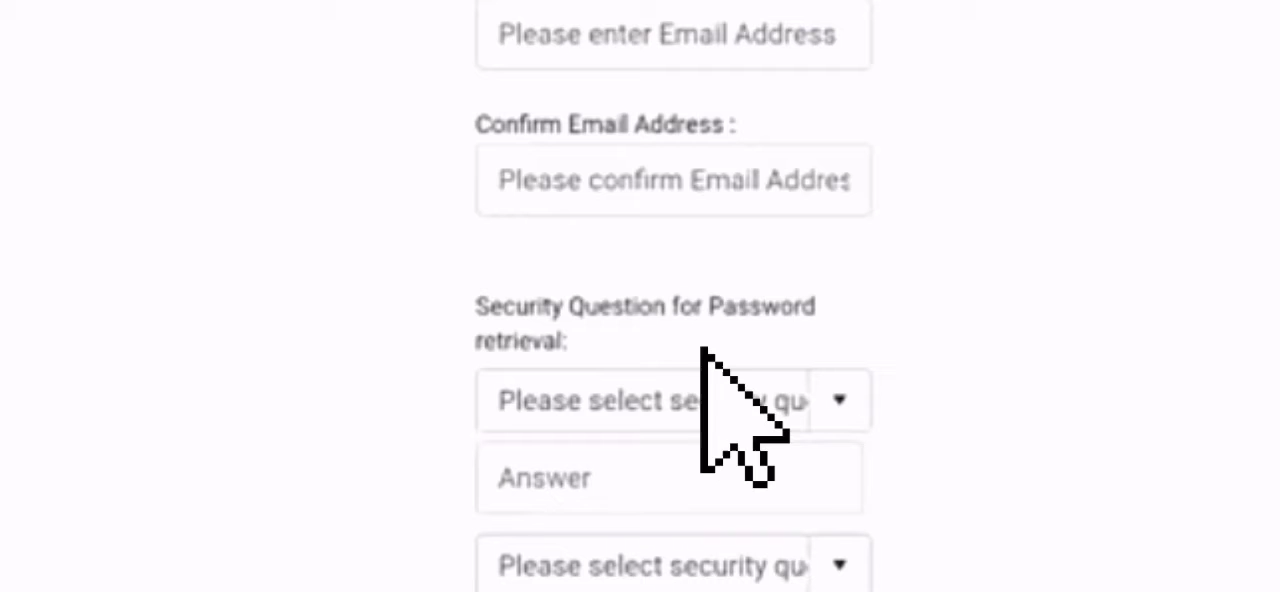 Please enter Email Address
Confirm Email Address :
Please confirm Email Addres
Security Question for Password
retrieval:
Please select se y qu
Answer
Please select security qu